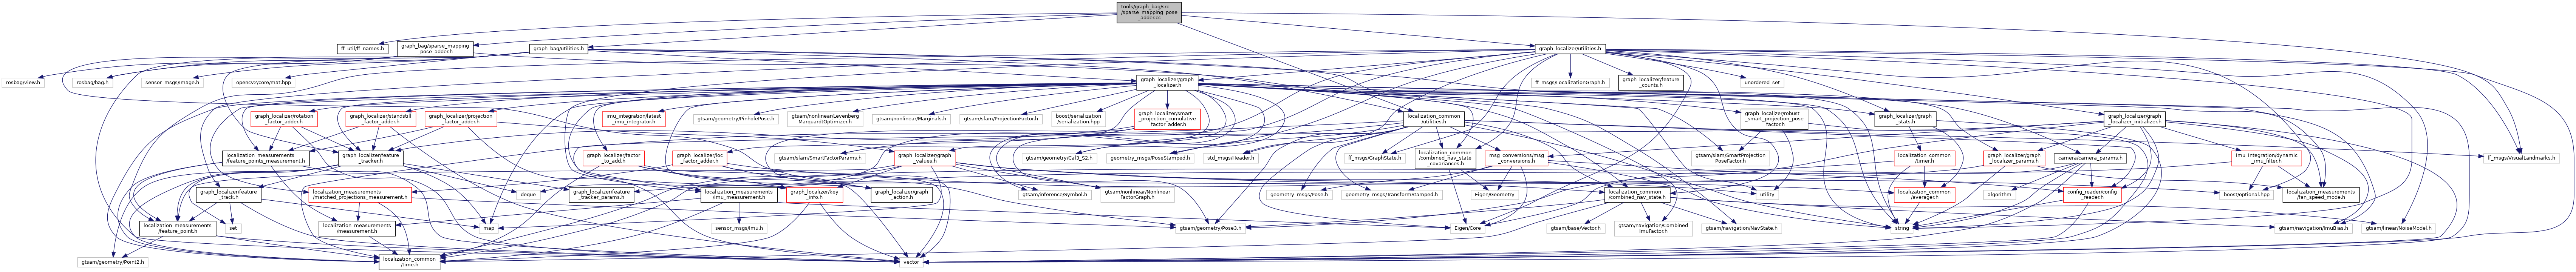 tools/graph_bag/src
/sparse_mapping_pose
_adder.cc
ff_util/ff_names.h
graph_bag/sparse_mapping
_pose_adder.h
graph_bag/utilities.h
graph_localizer/utilities.h
rosbag/view.h
rosbag/bag.h
sensor_msgs/Image.h
opencv2/core/mat.hpp
graph_localizer/graph
_localizer.h
ff_msgs/LocalizationGraph.h
graph_localizer/feature
_counts.h
unordered_set
graph_localizer/rotation
_factor_adder.h
graph_localizer/standstill
_factor_adder.h
graph_localizer/projection
_factor_adder.h
imu_integration/latest
_imu_integrator.h
gtsam/geometry/PinholePose.h
gtsam/nonlinear/Levenberg
MarquardtOptimizer.h
gtsam/nonlinear/Marginals.h
gtsam/slam/ProjectionFactor.h
boost/serialization
/serialization.hpp
graph_localizer/smart
_projection_cumulative
_factor_adder.h
localization_common
/utilities.h
graph_localizer/robust
_smart_projection_pose
_factor.h
graph_localizer/graph
_stats.h
graph_localizer/graph
_localizer_initializer.h
localization_measurements
/feature_points_measurement.h
graph_localizer/feature
_tracker.h
graph_localizer/factor
_to_add.h
graph_localizer/loc
_factor_adder.h
gtsam/slam/SmartFactorParams.h
graph_localizer/graph
_values.h
gtsam/geometry/Cal3_S2.h
geometry_msgs/PoseStamped.h
std_msgs/Header.h
ff_msgs/GraphState.h
localization_common
/combined_nav_state
_covariances.h
msg_conversions/msg
_conversions.h
gtsam/slam/SmartProjection
PoseFactor.h
localization_common
/timer.h
graph_localizer/graph
_localizer_params.h
camera/camera_params.h
imu_integration/dynamic
_imu_filter.h
ff_msgs/VisualLandmarks.h
graph_localizer/feature
_track.h
localization_measurements
/matched_projections_measurement.h
deque
graph_localizer/feature
_tracker_params.h
localization_measurements
/imu_measurement.h
graph_localizer/key
_info.h
graph_localizer/graph
_action.h
gtsam/inference/Symbol.h
gtsam/nonlinear/Nonlinear
FactorGraph.h
geometry_msgs/Pose.h
geometry_msgs/TransformStamped.h
Eigen/Geometry
localization_common
/combined_nav_state.h
utility
localization_common
/averager.h
algorithm
config_reader/config
_reader.h
boost/optional.hpp
localization_measurements
/fan_speed_mode.h
localization_measurements
/feature_point.h
set
localization_measurements
/measurement.h
map
sensor_msgs/Imu.h
gtsam/geometry/Pose3.h
Eigen/Core
gtsam/base/Vector.h
gtsam/navigation/Combined
ImuFactor.h
gtsam/navigation/NavState.h
string
gtsam/navigation/ImuBias.h
gtsam/linear/NoiseModel.h
gtsam/geometry/Point2.h
localization_common
/time.h
vector